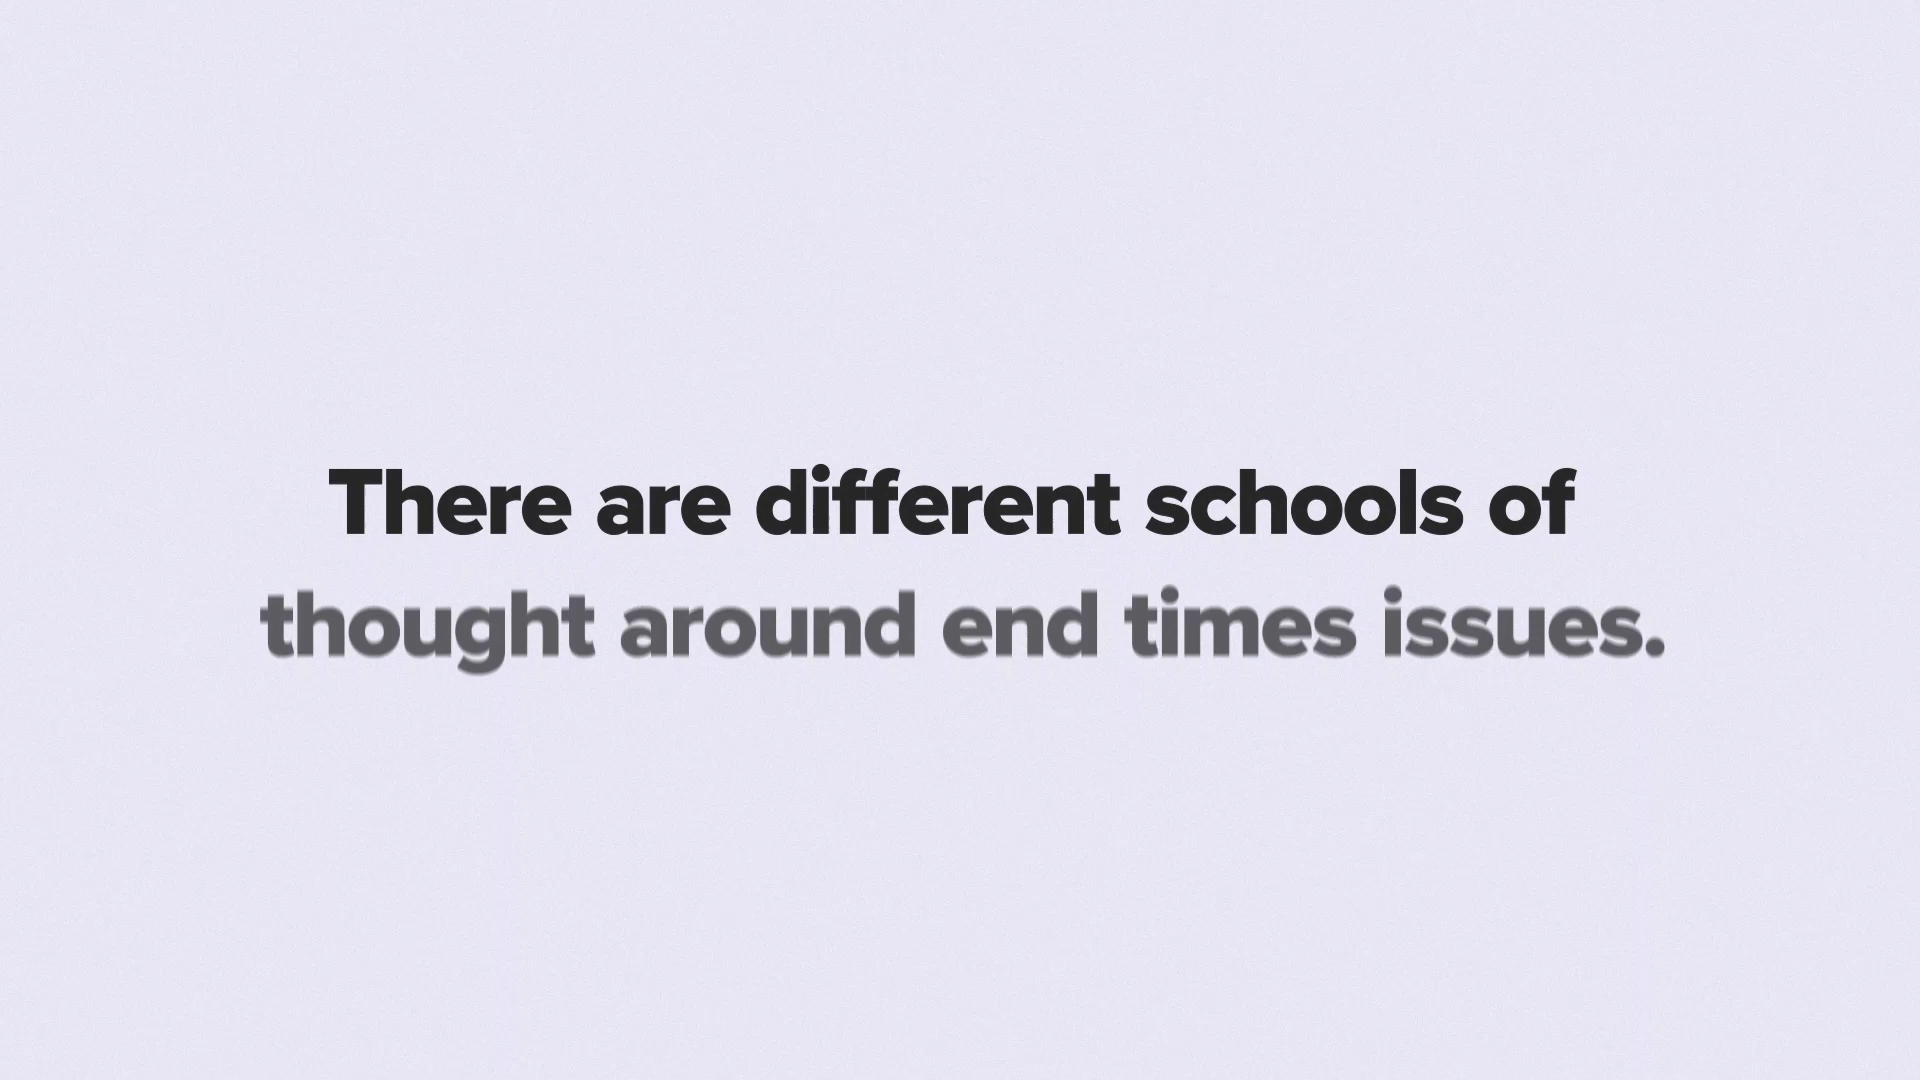 There are different schools of
thought around end times issues.